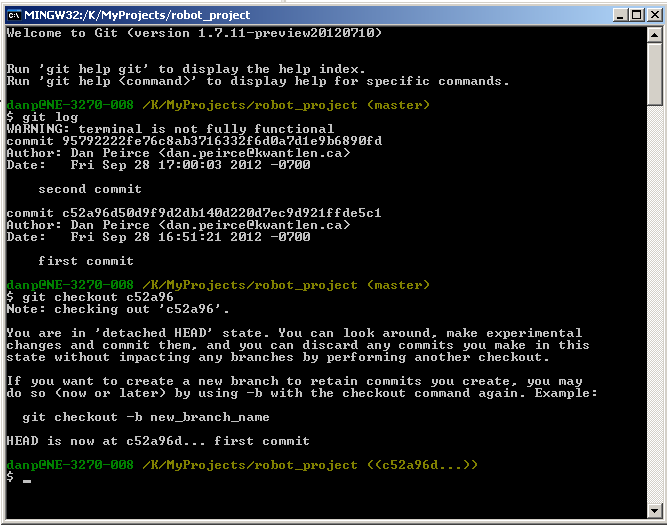 MINGW32:/K/MyProjects/robot_project
Welcome to Git (version 1.7.11-preview20120710)
Run 'git help git' to display the help index.
Run 'git help <command>' to display help for specific commands.
danp@NE-3270-008 /K/MyProjects/robot_project (master)
$ git log
WARNING: terminal is not fully functional
commit 95792222fe76c8ab3716332f6d0a7d1e9b6890fd
Author: Dan Peirce <dan.peirce@kwantlen.ca>
Date:   Fri Sep 28 17:00:03 2012 -0700
    second commit
commit c52a96d50d9f9d2db140d220d7ec9d921ffde5c1
Author: Dan Peirce <dan.peirce@kwantlen.ca>
Date:   Fri Sep 28 16:51:21 2012 -0700
    first commit
danp@NE-3270-008 /K/MyProjects/robot_project (master)
$ git checkout c52a96
Note: checking out 'c52a96'.
You are in 'detached HEAD' state. You can look around, make experimental
changes and commit them, and you can discard any commits you make in this
state without impacting any branches by performing another checkout.
If you want to create a new branch to retain commits you create, you may
do so (now or later) by using -b with the checkout command again. Example:
  git checkout -b new_branch_name
HEAD is now at c52a96d... first commit
danp@NE-3270-008 /K/MyProjects/robot_project ((c52a96d...))
$ _